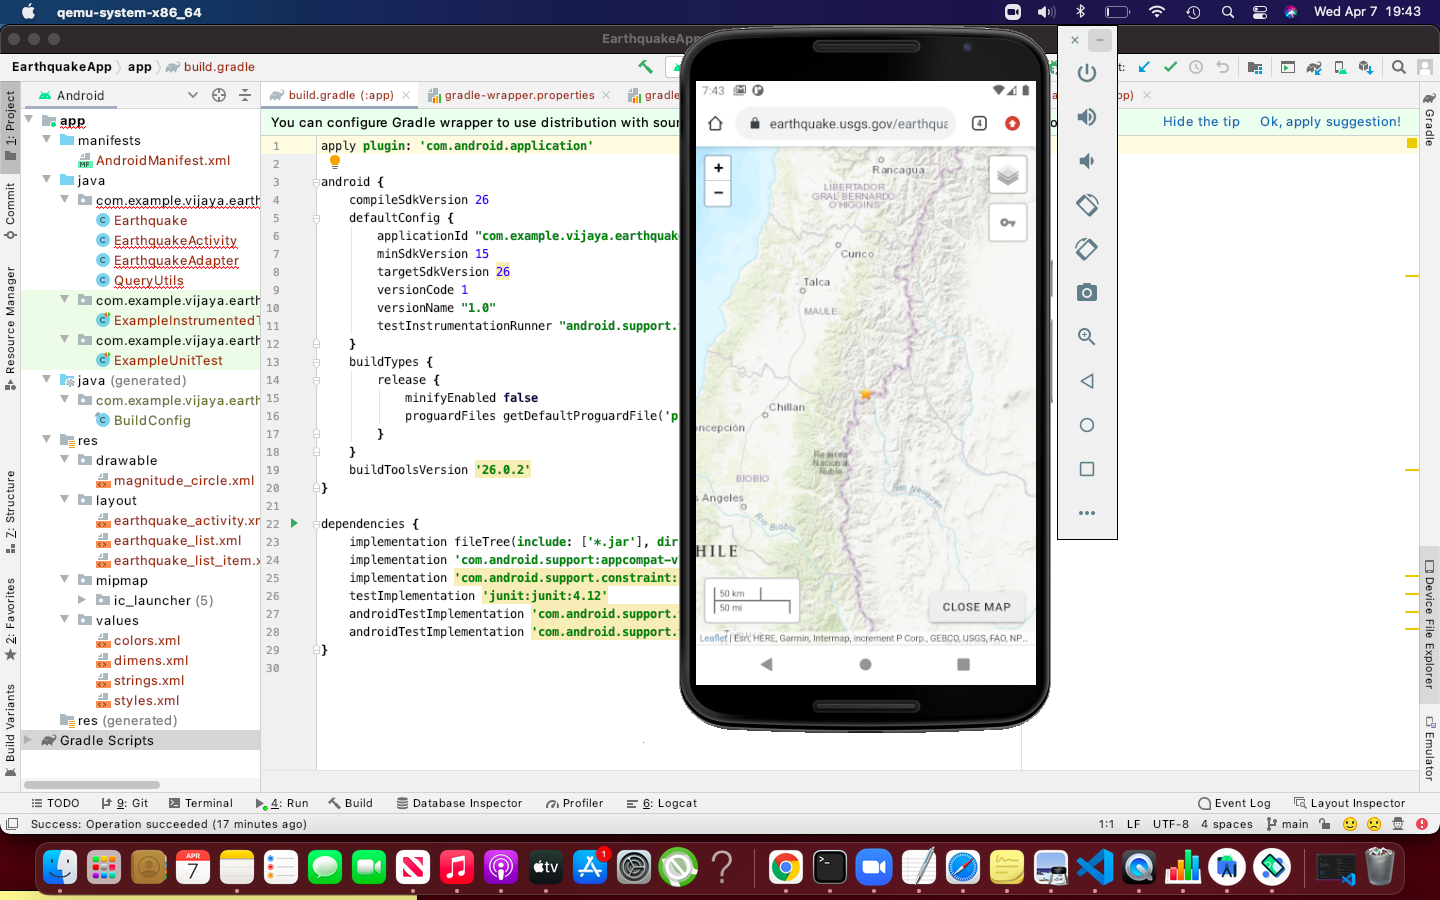 qemu-system-x86_64
Wed Apr 7 19:43
EarthquakeApp
EarthquakeApp app build.gradle
Android
build.gradle (:app)
gradle-wrapper.properties
You can configure Gradle wrapper to use distribution with
Hide the tip Ok, apply suggestion!
1: Project
Commit
Resource Manager
Z: Structure
2: Favorites
Build Variants
app
manifests
AndroidManifest.xml
java
com.example.vijaya.earth
Earthquake
EarthquakeActivity
EarthquakeAdapter
QueryUtils
com.example.vijaya.earth
ExampleInstrumentedT
com.example.vijaya.earth
ExampleUnitTest
java (generated)
com.example.vijaya.earth
BuildConfig
res
drawable
magnitude_circle.xml
layout
earthquake_activity.xm
earthquake_list.xml
earthquake_list_item.x
mipmap
ic_launcher (5)
values
colors.xml
dimens.xml
strings.xml
styles.xml
res (generated)
Gradle Scripts
1 apply plugin: 'com.android.application'
2
3 android {
4 compileSdkVersion 26
5 defaultConfig {
6 applicationId "com.example.vijaya.earthquak
7 minSdkVersion 15
8 targetSdkVersion 26
9 versionCode 1
10 versionName "1.0"
11 testInstrumentationRunner "android.support.
12 }
13 buildTypes {
14 release {
15 minifyEnabled false
16 proguardFiles getDefaultProguardFile('p
17 }
18 }
19 buildToolsVersion '26.0.2'
20 }
21
22 dependencies {
23 implementation fileTree(include: ['*.jar'], dir
24 implementation 'com.android.support:appcompat-v
25 implementation 'com.android.support.constraint:
26 testImplementation 'junit:junit:4.12'
27 androidTestImplementation 'com.android.support.
28 androidTestImplementation 'com.android.support.
29 }
30
7:43
earthquake.usgs.gov/earthqua
4
+
−
Rancagua
LIBERTADOR
GRAL BERNARDO
O'HIGGINS
Curico
Talca
MAULE
Chillan
ncepción
Reserva
Nacional
Ñuble
BIOBIO
s Angeles
Rio Neuquen
Rio Biobio
HILE
50 km
50 mi
CLOSE MAP
Leaflet | Esri, HERE, Garmin, Intermap, increment P Corp., GEBCO, USGS, FAO, NP...
Gradle
Device File Explorer
Emulator
TODO
9: Git
Terminal
4: Run
Build
Database Inspector
Profiler
6: Logcat
Event Log
Layout Inspector
Success: Operation succeeded (17 minutes ago)
1:1 LF UTF-8 4 spaces main
APR
7
tv
1